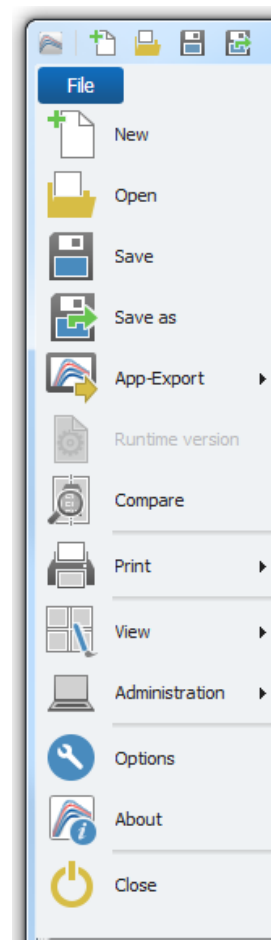 File
New
Open
Save
Save as
App-Export
Runtime version
Compare
Print
View
Administration
Options
About
Close